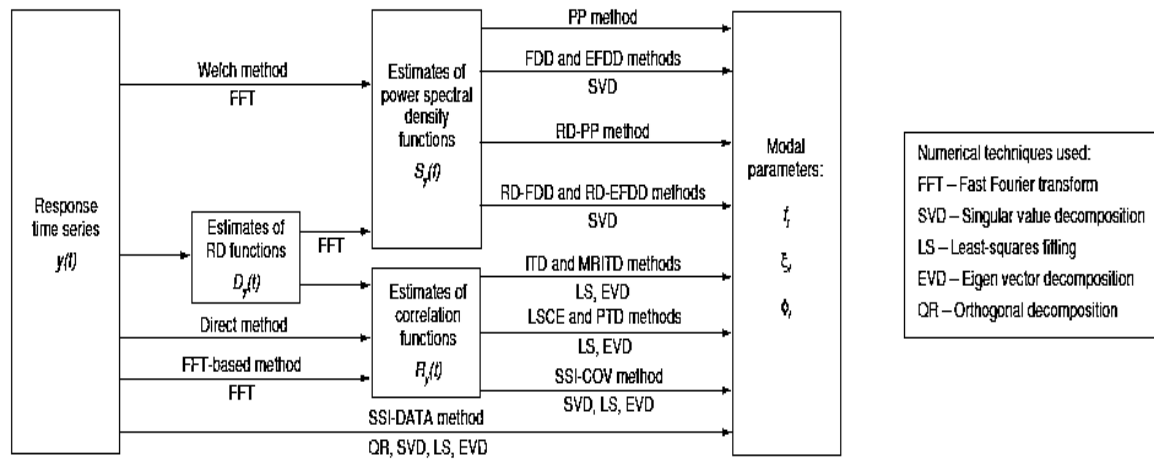 Response
time series
y(t)
Welch method
FFT
Estimates of
RD functions
D_y(t)
FFT
Direct method
FFT-based method
FFT
SSI-DATA method
QR, SVD, LS, EVD
Estimates of
power spectral
density
functions
S_y(f)
Estimates of
correlation
functions
R_y(t)
PP method
FDD and EFDD methods
SVD
RD-PP method
RD-FDD and RD-EFDD methods
SVD
ITD and MRITD methods
LS, EVD
LSCE and PTD methods
LS, EVD
SSI-COV method
SVD, LS, EVD
Modal
parameters:
f_i
ξ_i
ϕ_i
Numerical techniques used:
FFT – Fast Fourier transform
SVD – Singular value decomposition
LS – Least-squares fitting
EVD – Eigen vector decomposition
QR – Orthogonal decomposition